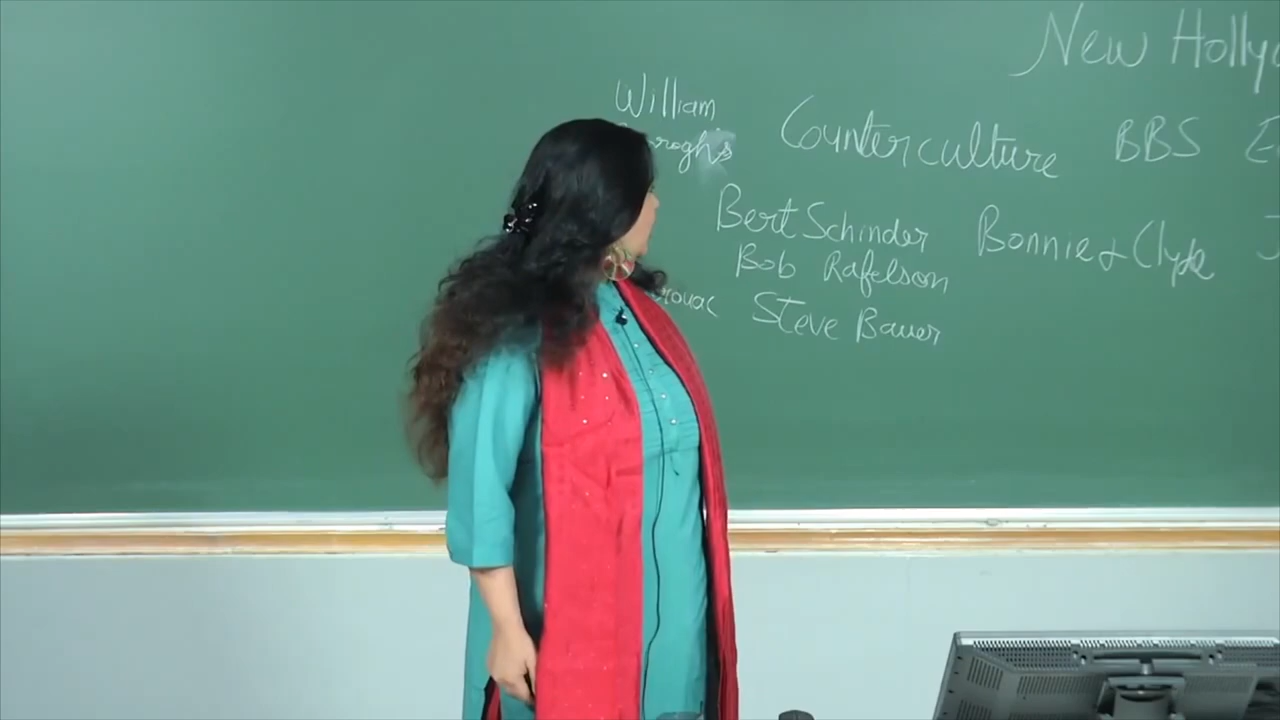 New Holly
William
Counterculture BBS
Bert Schinder Bonnie & Clyde
Bob Rafelson
Steve Bauer